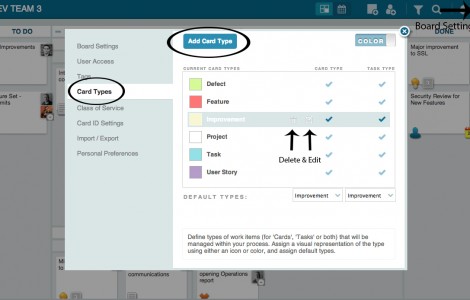 EV TEAM 3
Board Settin
TO DO
DONE
Improvements
ure Set -
mits
Board Settings
User Access
Tags
Card Types
Class of Service
Card ID Settings
Import / Export
Personal Preferences
Add Card Type
COLOR
CURRENT CARD TYPES
CARD TYPE
TASK TYPE
Defect
Feature
Improvement
Project
Task
User Story
Delete & Edit
DEFAULT TYPES:
Improvement
Improvement
Define types of work items (for 'Cards', 'Tasks' or both) that will be
managed within your process. Assign a visual representation of the type
using either an icon or color, and assign default types.
Major improvement
to SSL
Security Review for
New Features
communications
opening Operations
report